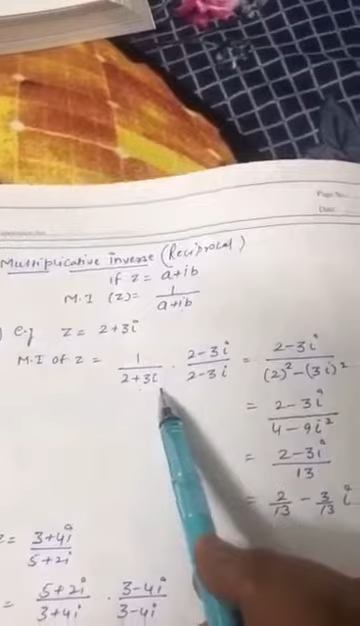 Page No.
Date:
Multiplicative inverse (Reciprocal)
if z = a+ib
M.I (z) = 1/(a+ib)
e.g z = 2+3i
M.I of z = 1/(2+3i) · (2-3i)/(2-3i) = (2-3i)/((2)²-(3i)²)
= (2-3i)/(4-9i²)
= (2-3i)/13
= 2/13 - 3/13 i
z = (3+4i)/(5+2i)
= (5+2i)/(3+4i) · (3-4i)/(3-4i)